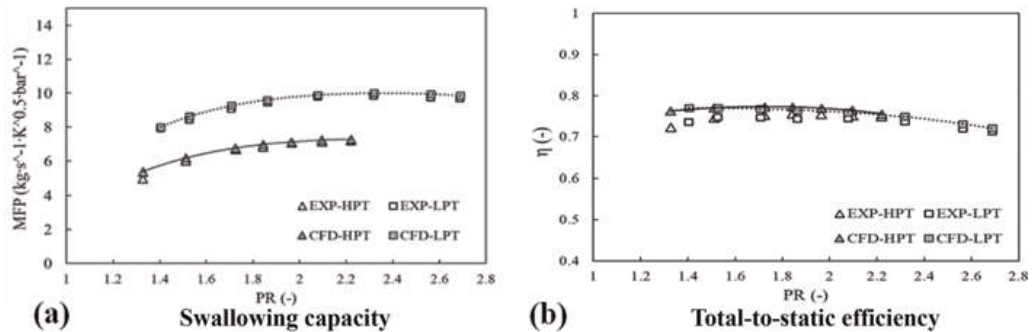 14
12
10
8
6
4
2
0
MFP (kg·s^-1·K^0.5·bar^-1)
△EXP-HPT □EXP-LPT
△CFD-HPT □CFD-LPT
1 1.2 1.4 1.6 1.8 2 2.2 2.4 2.6 2.8
PR (-)
(a) Swallowing capacity
1
0.9
0.8
0.7
0.6
0.5
0.4
η (-)
△EXP-HPT □EXP-LPT
△CFD-HPT □CFD-LPT
1 1.2 1.4 1.6 1.8 2 2.2 2.4 2.6 2.8
PR (-)
(b) Total-to-static efficiency